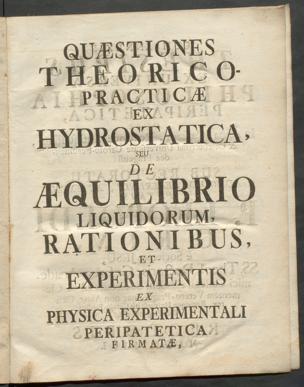 QUÆSTIONES
THEORICO-
PRACTICÆ
EX
HYDROSTATICA,
SEU
DE
ÆQUILIBRIO
LIQUIDORUM,
RATIONIBUS,
ET
EXPERIMENTIS
EX
PHYSICA EXPERIMENTALI
PERIPATETICA
FIRMATÆ,